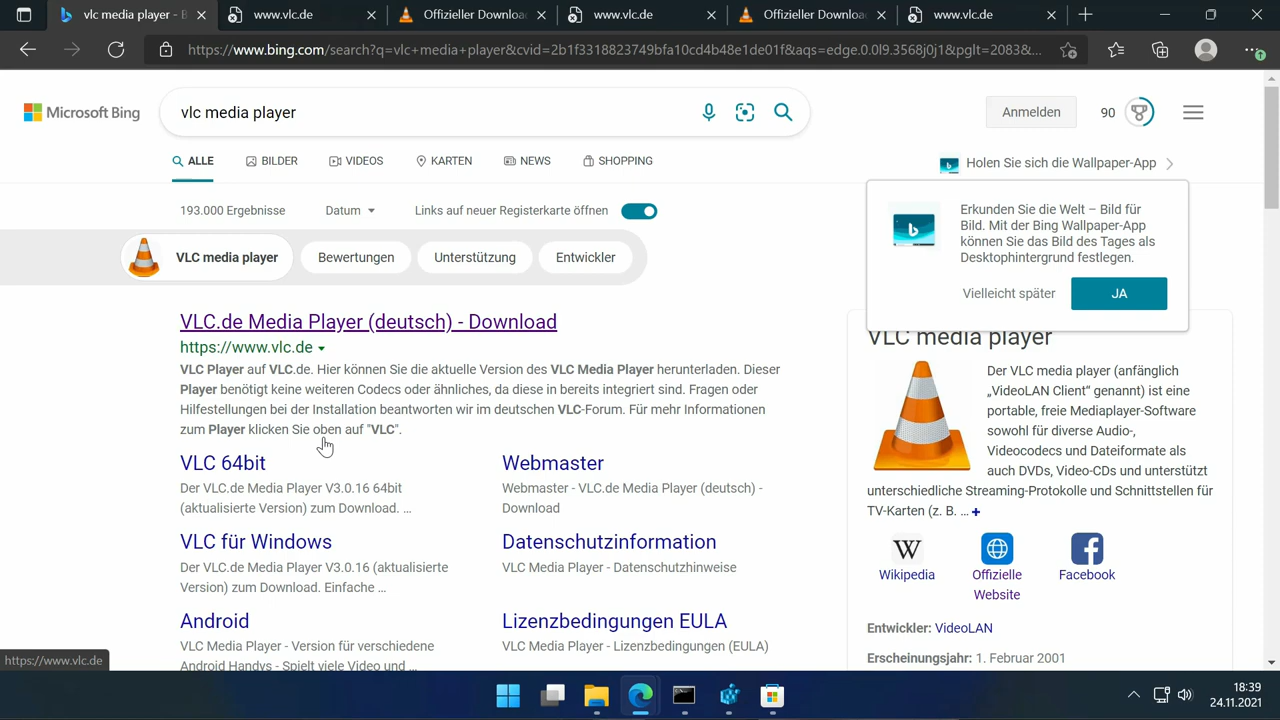 vlc media player - B
www.vlc.de
Offizieller Downloa
www.vlc.de
Offizieller Downloa
www.vlc.de
https://www.bing.com/search?q=vlc+media+player&cvid=2b1f3318823749bfa10cd4b48e1de01f&aqs=edge.0.0l9.3568j0j1&pglt=2083&...
Microsoft Bing
vlc media player
Anmelden
90
ALLE
BILDER
VIDEOS
KARTEN
NEWS
SHOPPING
Holen Sie sich die Wallpaper-App
193.000 Ergebnisse
Datum
Links auf neuer Registerkarte öffnen
Erkunden Sie die Welt – Bild für
Bild. Mit der Bing Wallpaper-App
können Sie das Bild des Tages als
Desktophintergrund festlegen.
Vielleicht später
JA
VLC media player
Bewertungen
Unterstützung
Entwickler
VLC.de Media Player (deutsch) - Download
https://www.vlc.de
VLC Player auf VLC.de. Hier können Sie die aktuelle Version des VLC Media Player herunterladen. Dieser
Player benötigt keine weiteren Codecs oder ähnliches, da diese in bereits integriert sind. Fragen oder
Hilfestellungen bei der Installation beantworten wir im deutschen VLC-Forum. Für mehr Informationen
zum Player klicken Sie oben auf "VLC".
VLC 64bit
Der VLC.de Media Player V3.0.16 64bit
(aktualisierte Version) zum Download. ...
Webmaster
Webmaster - VLC.de Media Player (deutsch) -
Download
VLC für Windows
Der VLC.de Media Player V3.0.16 (aktualisierte
Version) zum Download. Einfache ...
Datenschutzinformation
VLC Media Player - Datenschutzhinweise
Android
VLC Media Player - Version für verschiedene
Android Handys - Spielt viele Video und ...
Lizenzbedingungen EULA
VLC Media Player - Lizenzbedingungen (EULA)
VLC media player
Der VLC media player (anfänglich
„VideoLAN Client“ genannt) ist eine
portable, freie Mediaplayer-Software
sowohl für diverse Audio-,
Videocodecs und Dateiformate als
auch DVDs, Video-CDs und unterstützt
unterschiedliche Streaming-Protokolle und Schnittstellen für
TV-Karten (z. B. ... +
W
Wikipedia
Offizielle
Website
Facebook
Entwickler: VideoLAN
Erscheinungsjahr: 1. Februar 2001
https://www.vlc.de
18:39
24.11.2021